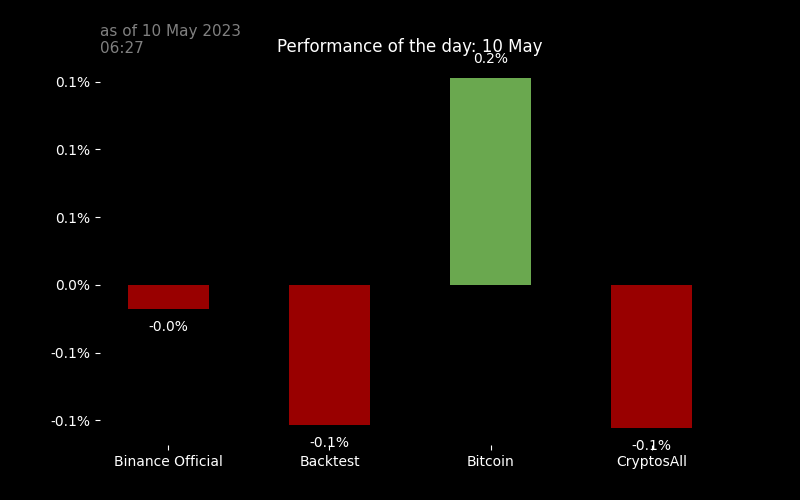 as of 10 May 2023
06:27
Performance of the day: 10 May
0.2%
0.1%
0.1%
0.1%
0.0%
-0.0%
-0.1%
-0.1%
-0.1%
-0.1%
Binance Official
Backtest
Bitcoin
CryptosAll